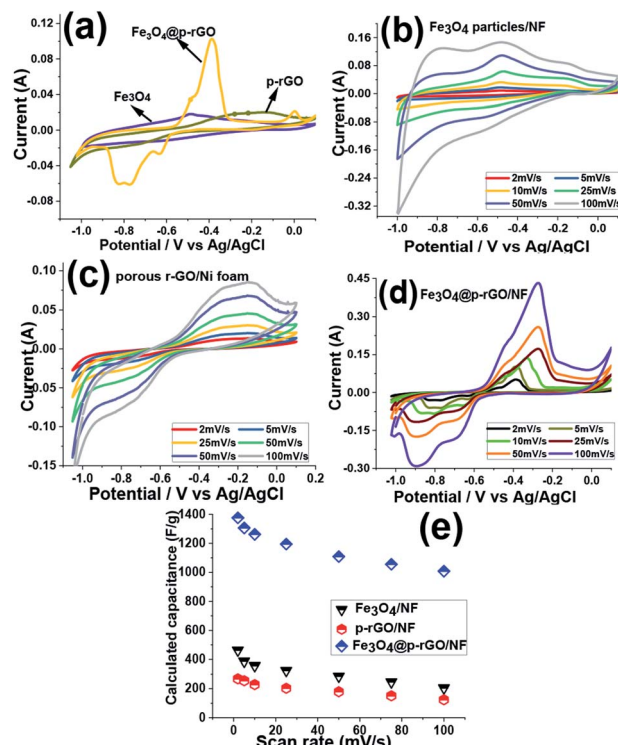 (a)
Fe₃O₄@p-rGO
p-rGO
Fe₃O₄
0.12
0.08
0.04
0.00
-0.04
-0.08
Current (A)
-1.0 -0.8 -0.6 -0.4 -0.2 0.0
Potential / V vs Ag/AgCl
(b)
Fe₃O₄ particles/NF
0.16
0.08
0.00
-0.08
-0.16
-0.24
-0.32
Current (A)
2mV/s 5mV/s
10mV/s 25mV/s
50mV/s 100mV/s
-1.0 -0.8 -0.6 -0.4 -0.2 0.0
Potential / V vs Ag/AgCl
(c)
porous r-GO/Ni foam
0.10
0.05
0.00
-0.05
-0.10
-0.15
Current (A)
2mV/s 5mV/s
25mV/s 50mV/s
50mV/s 100mV/s
-1.0 -0.8 -0.6 -0.4 -0.2 0.0 0.2
Potential / V vs Ag/AgCl
(d)
Fe₃O₄@p-rGO/NF
0.45
0.30
0.15
0.00
-0.15
-0.30
Current (A)
2mV/s 5mV/s
10mV/s 25mV/s
50mV/s 100mV/s
-1.0 -0.8 -0.6 -0.4 -0.2 0.0
Potential / V vs Ag/AgCl
(e)
1400
1200
1000
800
600
400
200
0
Calculated capacitance (F/g)
Fe₃O₄/NF
p-rGO/NF
Fe₃O₄@p-rGO/NF
0 20 40 60 80 100
Scan rate (mV/s)